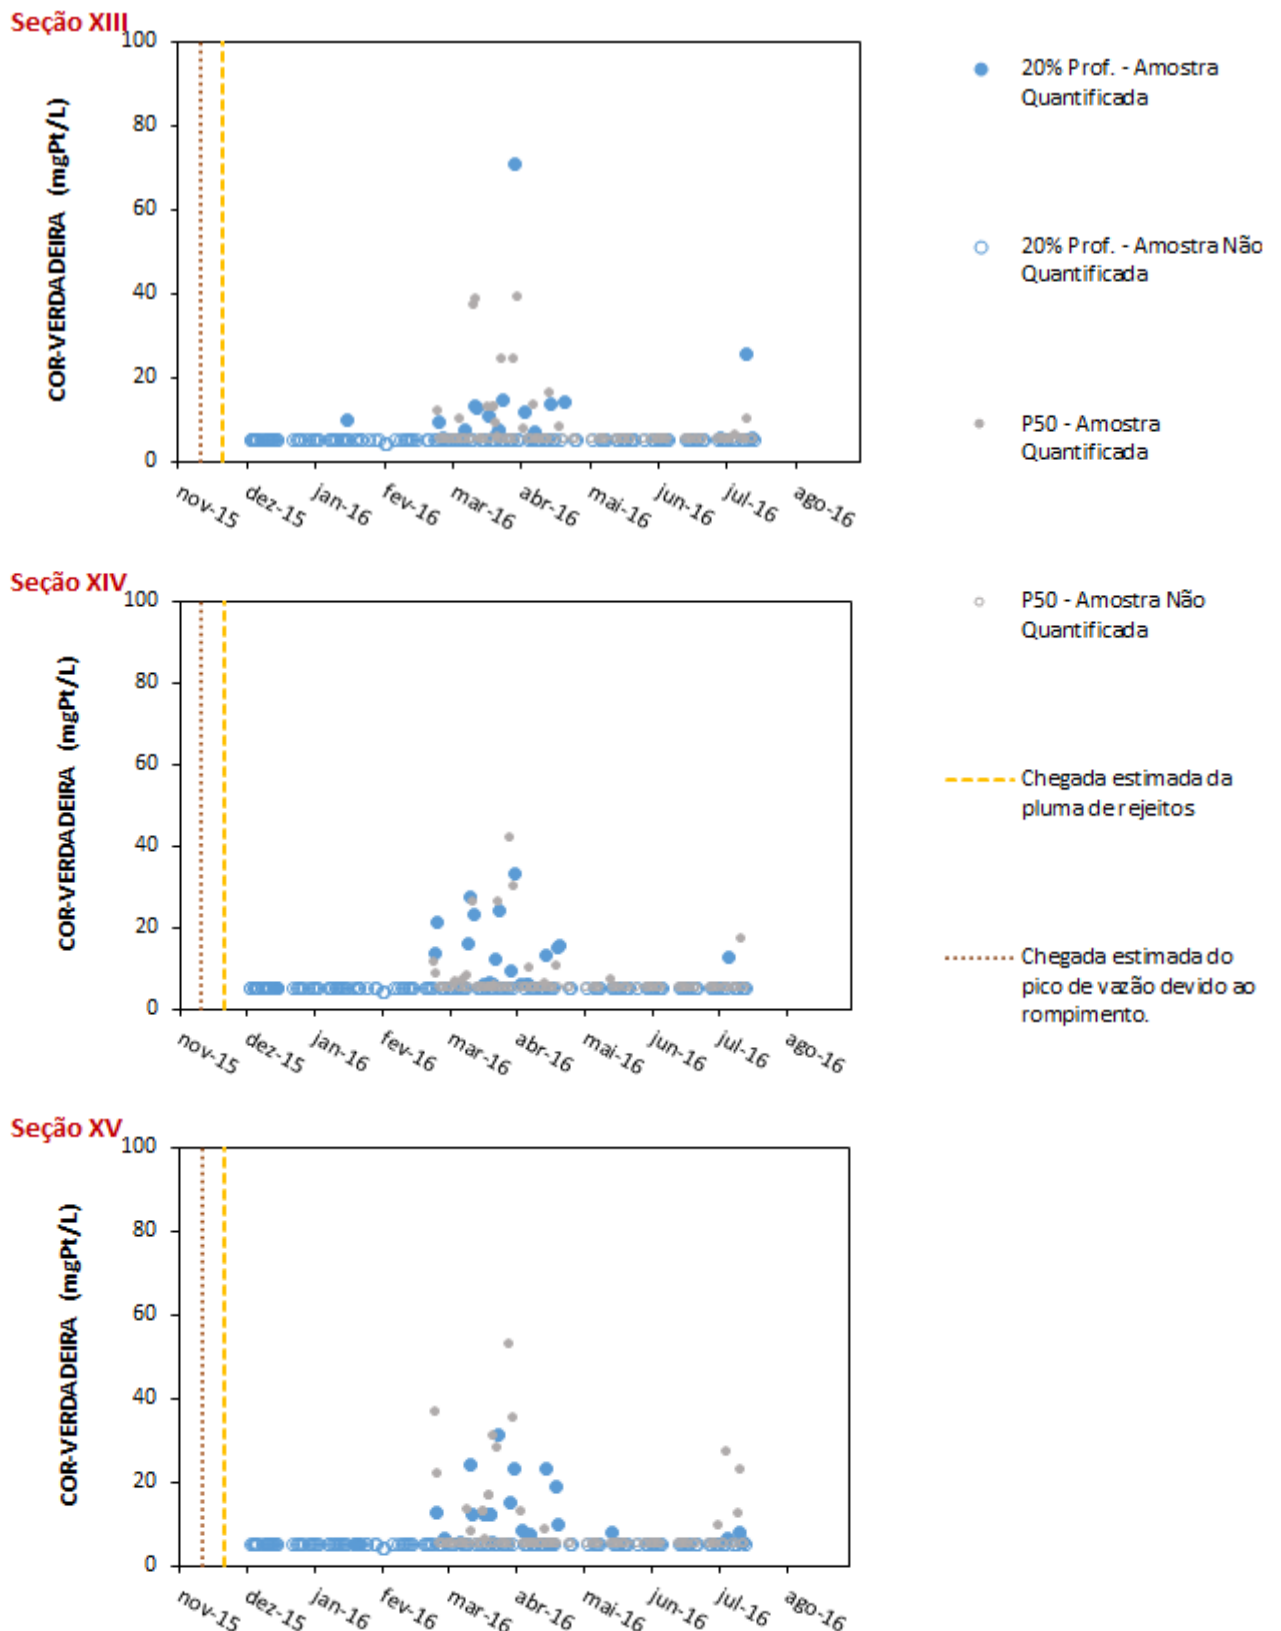 Seção XIII
COR-VERDADEIRA (mgPt/L)
100
80
60
40
20
0
nov-15
dez-15
jan-16
fev-16
mar-16
abr-16
mai-16
jun-16
jul-16
ago-16
20% Prof. - Amostra
Quantificada
20% Prof. - Amostra Não
Quantificada
P50 - Amostra
Quantificada
P50 - Amostra Não
Quantificada
Chegada estimada da
pluma de rejeitos
Chegada estimada do
pico de vazão devido ao
rompimento.
Seção XIV
COR-VERDADEIRA (mgPt/L)
100
80
60
40
20
0
nov-15
dez-15
jan-16
fev-16
mar-16
abr-16
mai-16
jun-16
jul-16
ago-16
Seção XV
COR-VERDADEIRA (mgPt/L)
100
80
60
40
20
0
nov-15
dez-15
jan-16
fev-16
mar-16
abr-16
mai-16
jun-16
jul-16
ago-16